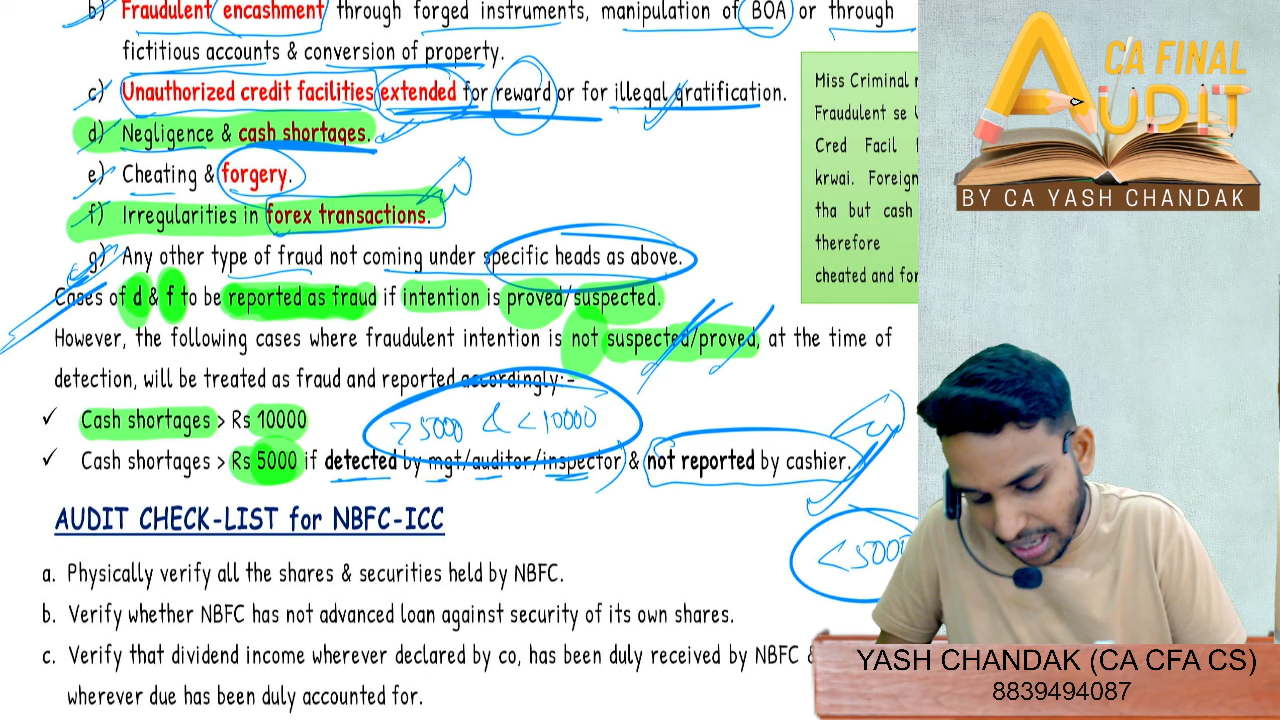 b) Fraudulent encashment through forged instruments, manipulation of BOA or through
fictitious accounts & conversion of property.
c) Unauthorized credit facilities extended for reward or for illegal gratification.
d) Negligence & cash shortages.
e) Cheating & forgery.
f) Irregularities in forex transactions.
g) Any other type of fraud not coming under specific heads as above.
Cases of d & f to be reported as fraud if intention is proved/suspected.
However, the following cases where fraudulent intention is not suspected/proved, at the time of
detection, will be treated as fraud and reported accordingly:-
✓ Cash shortages > Rs 10000
>5000 & <10000
✓ Cash shortages > Rs 5000 if detected by mgt/auditor/inspector) & not reported by cashier.
<5000
AUDIT CHECK-LIST for NBFC-ICC
a. Physically verify all the shares & securities held by NBFC.
b. Verify whether NBFC has not advanced loan against security of its own shares.
c. Verify that dividend income wherever declared by co, has been duly received by NBFC &
wherever due has been duly accounted for.
Miss Criminal
Fraudulent se
Cred Facil
krwai. Foreign
tha but cash
therefore
cheated and for
CA FINAL
AUDIT
BY CA YASH CHANDAK
YASH CHANDAK (CA CFA CS)
8839494087